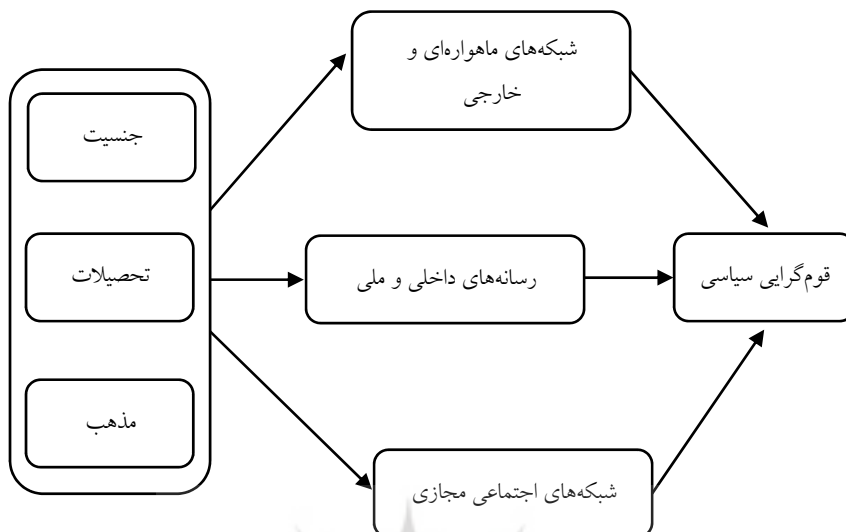 شبکه‌های ماهواره‌ای و
خارجی
جنسیت
تحصیلات
رسانه‌های داخلی و ملی
قوم‌گرایی سیاسی
مذهب
شبکه‌های اجتماعی مجازی